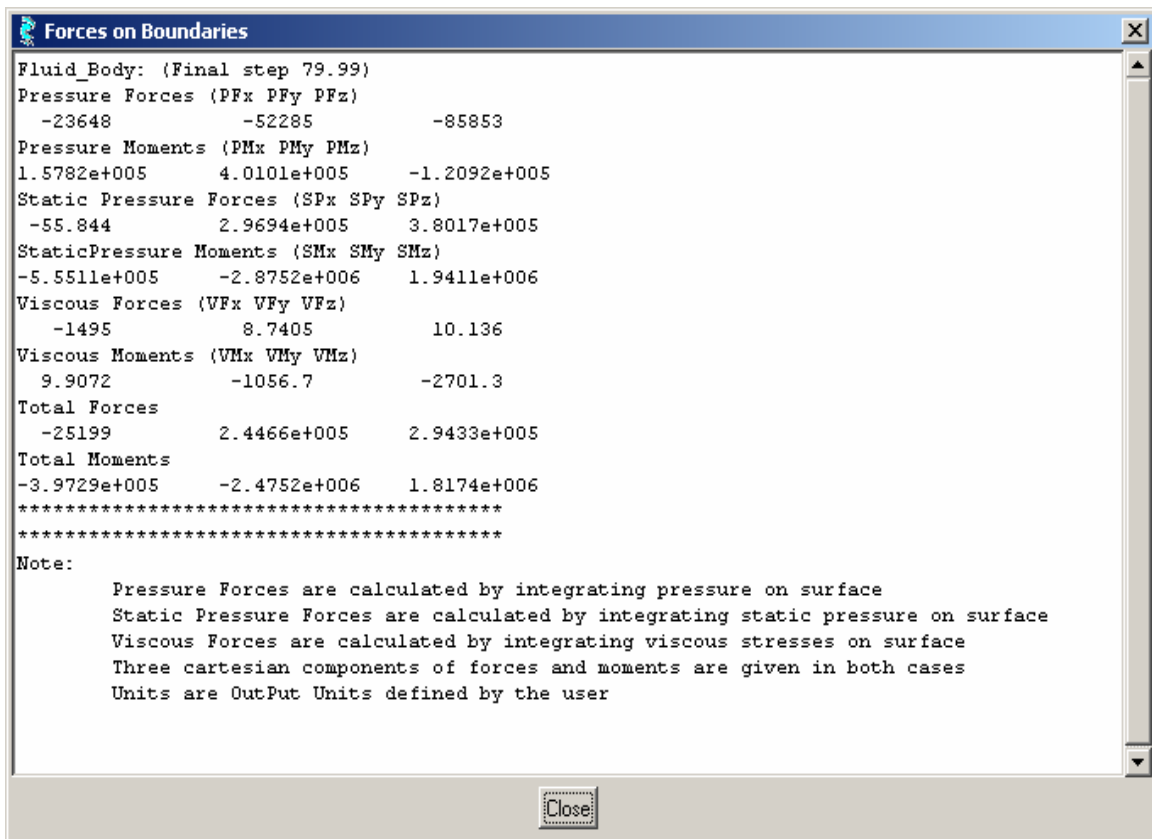 Forces on Boundaries
Fluid_Body: (Final step 79.99)
Pressure Forces (PFx PFy PFz)
-23648 -52285 -85853
Pressure Moments (PMx PMy PMz)
1.5782e+005 4.0101e+005 -1.2092e+005
Static Pressure Forces (SPx SPy SPz)
-55.844 2.9694e+005 3.8017e+005
StaticPressure Moments (SMx SMy SMz)
-5.5511e+005 -2.8752e+006 1.9411e+006
Viscous Forces (VFx VFy VFz)
-1495 8.7405 10.136
Viscous Moments (VMx VMy VMz)
9.9072 -1056.7 -2701.3
Total Forces
-25199 2.4466e+005 2.9433e+005
Total Moments
-3.9729e+005 -2.4752e+006 1.8174e+006
*****************************************
*****************************************
Note:
Pressure Forces are calculated by integrating pressure on surface
Static Pressure Forces are calculated by integrating static pressure on surface
Viscous Forces are calculated by integrating viscous stresses on surface
Three cartesian components of forces and moments are given in both cases
Units are OutPut Units defined by the user
Close